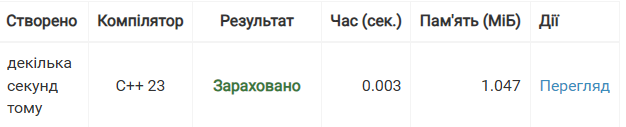 Створено Компілятор Результат Час (сек.) Пам'ять (МіБ) Дії
декілька
секунд C++ 23 Зараховано 0.003 1.047 Перегляд
тому